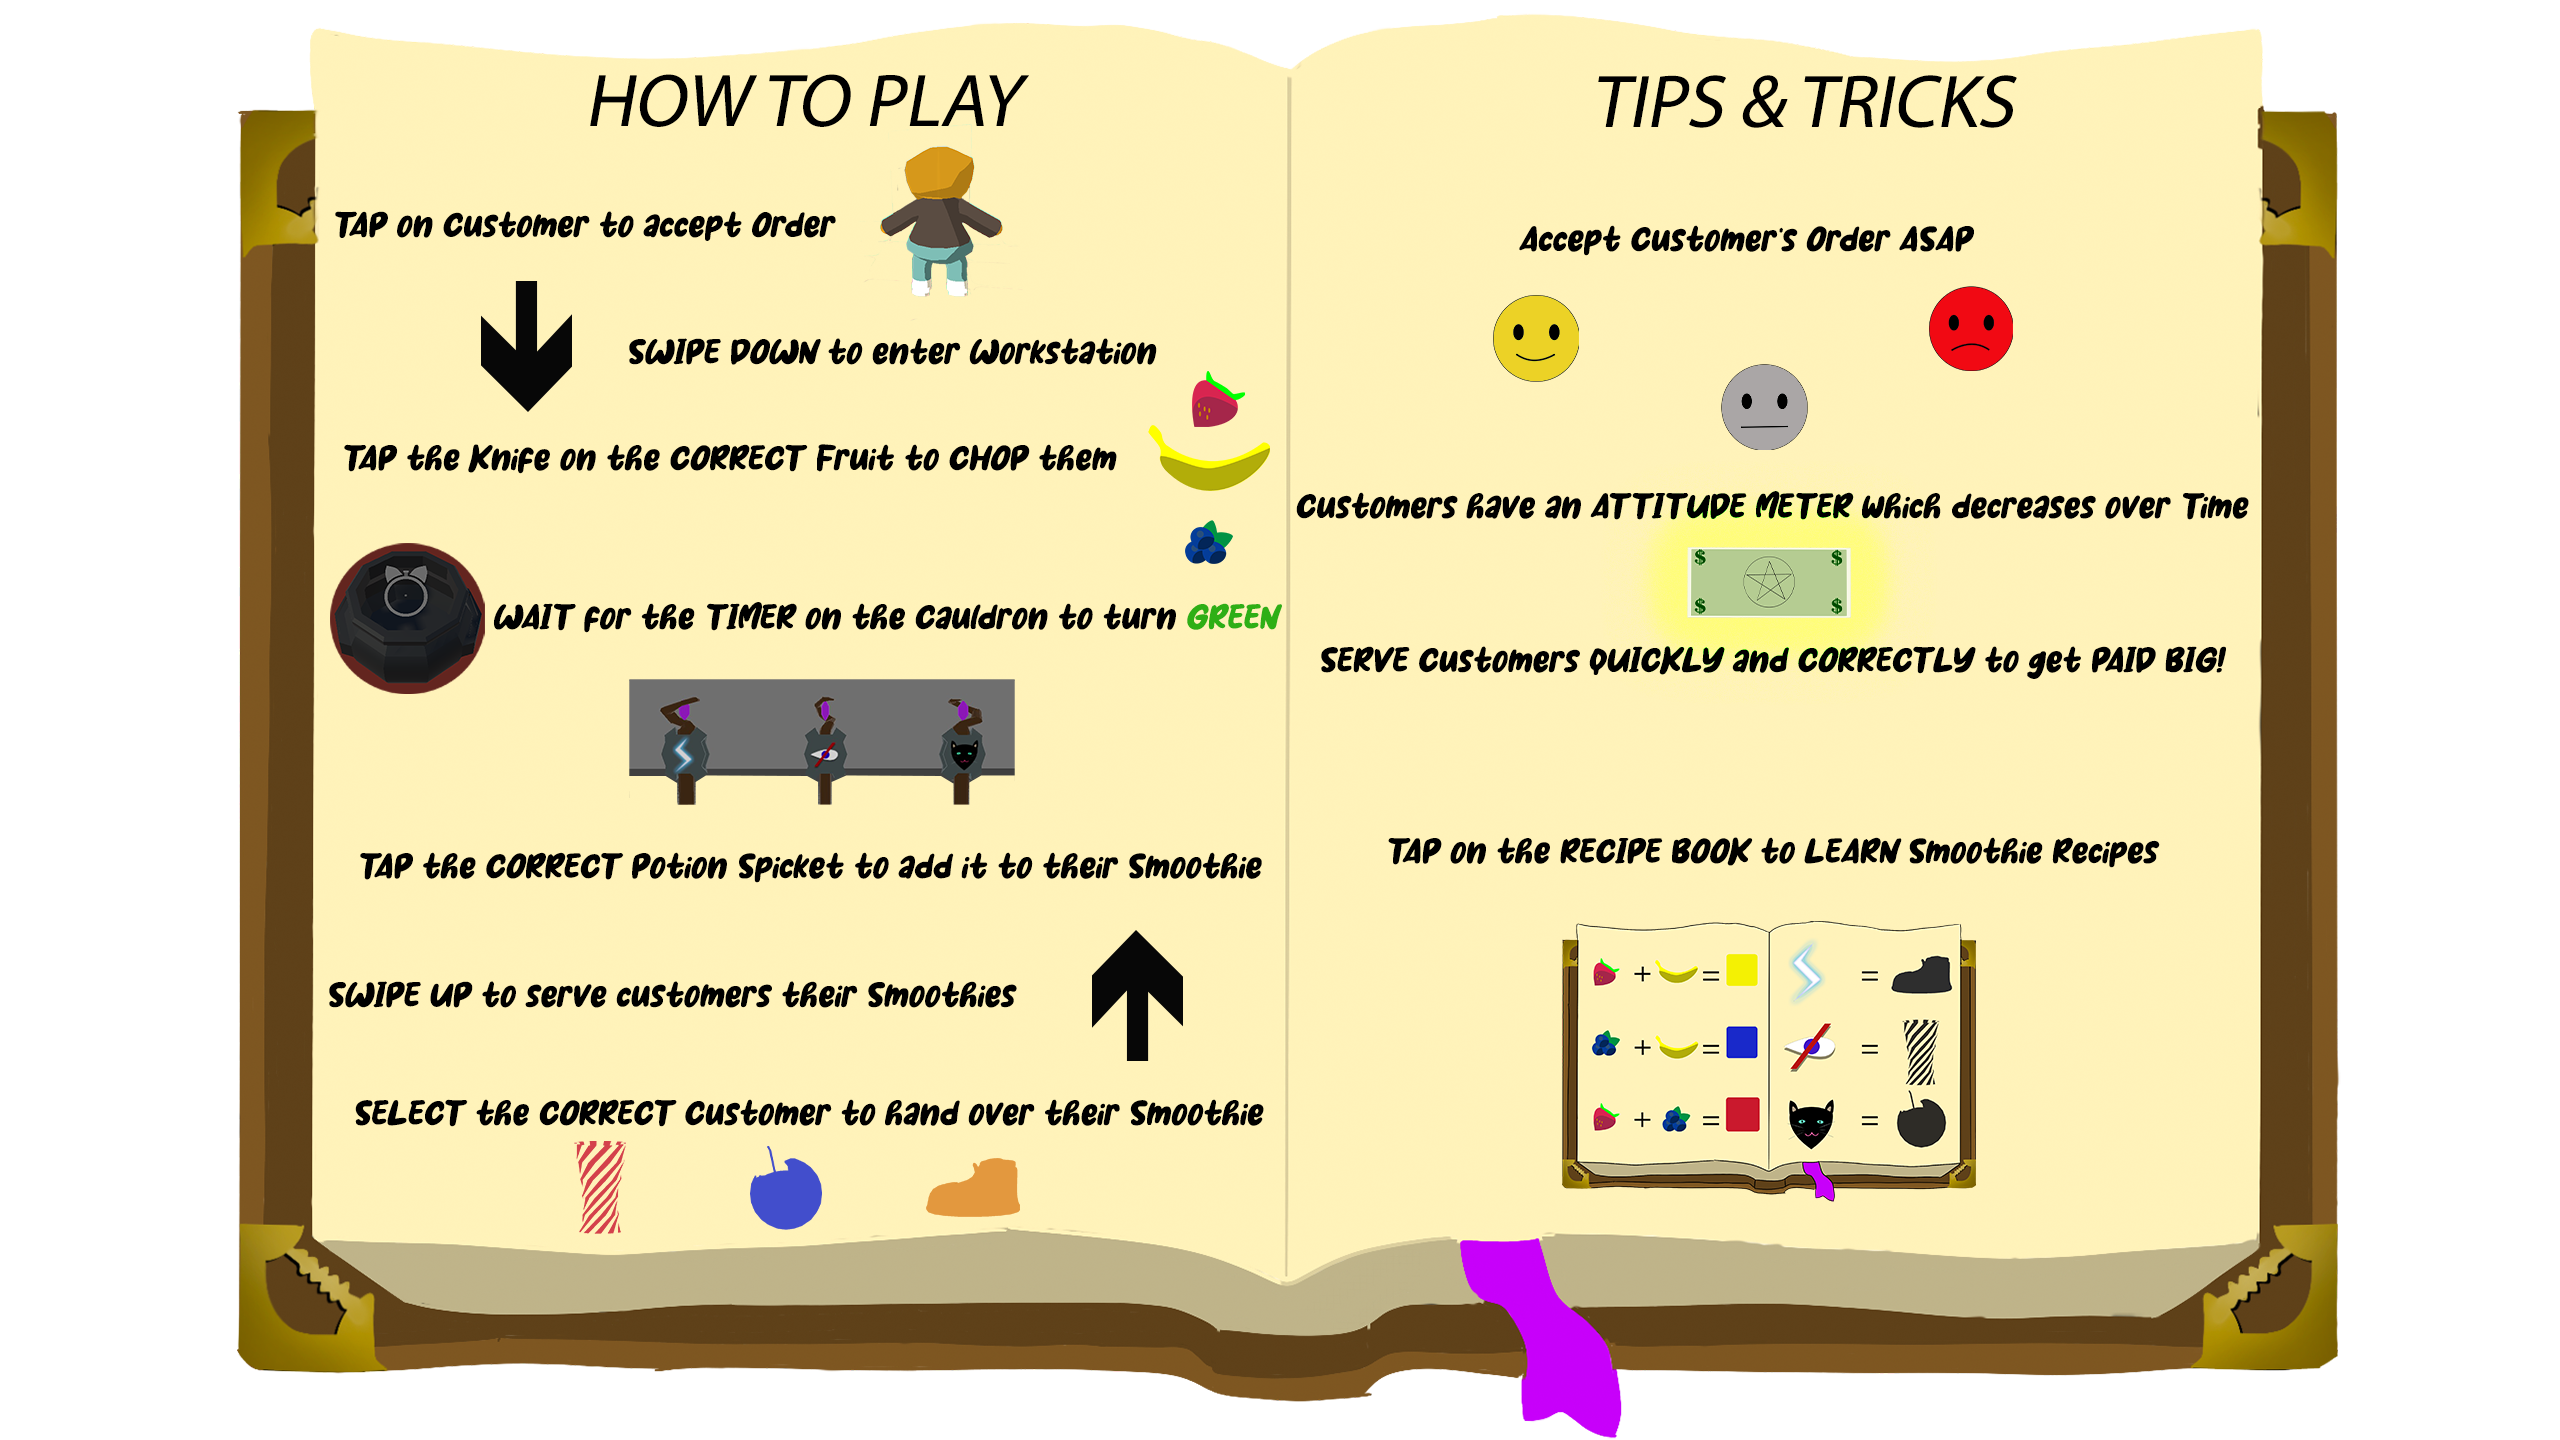 HOW TO PLAY
TAP on Customer to accept Order
SWIPE DOWN to enter Workstation
TAP the Knife on the CORRECT Fruit to CHOP them
WAIT for the TIMER on the Cauldron to turn GREEN
TAP the CORRECT Potion Spicket to add it to their Smoothie
SWIPE UP to serve customers their Smoothies
SELECT the CORRECT Customer to hand over their Smoothie
TIPS & TRICKS
Accept Customer's Order ASAP
Customers have an ATTITUDE METER which decreases over Time
$ $
$ $
SERVE Customers QUICKLY and CORRECTLY to get PAID BIG!
TAP on the RECIPE BOOK to LEARN Smoothie Recipes
+ = =
+ = =
+ = =